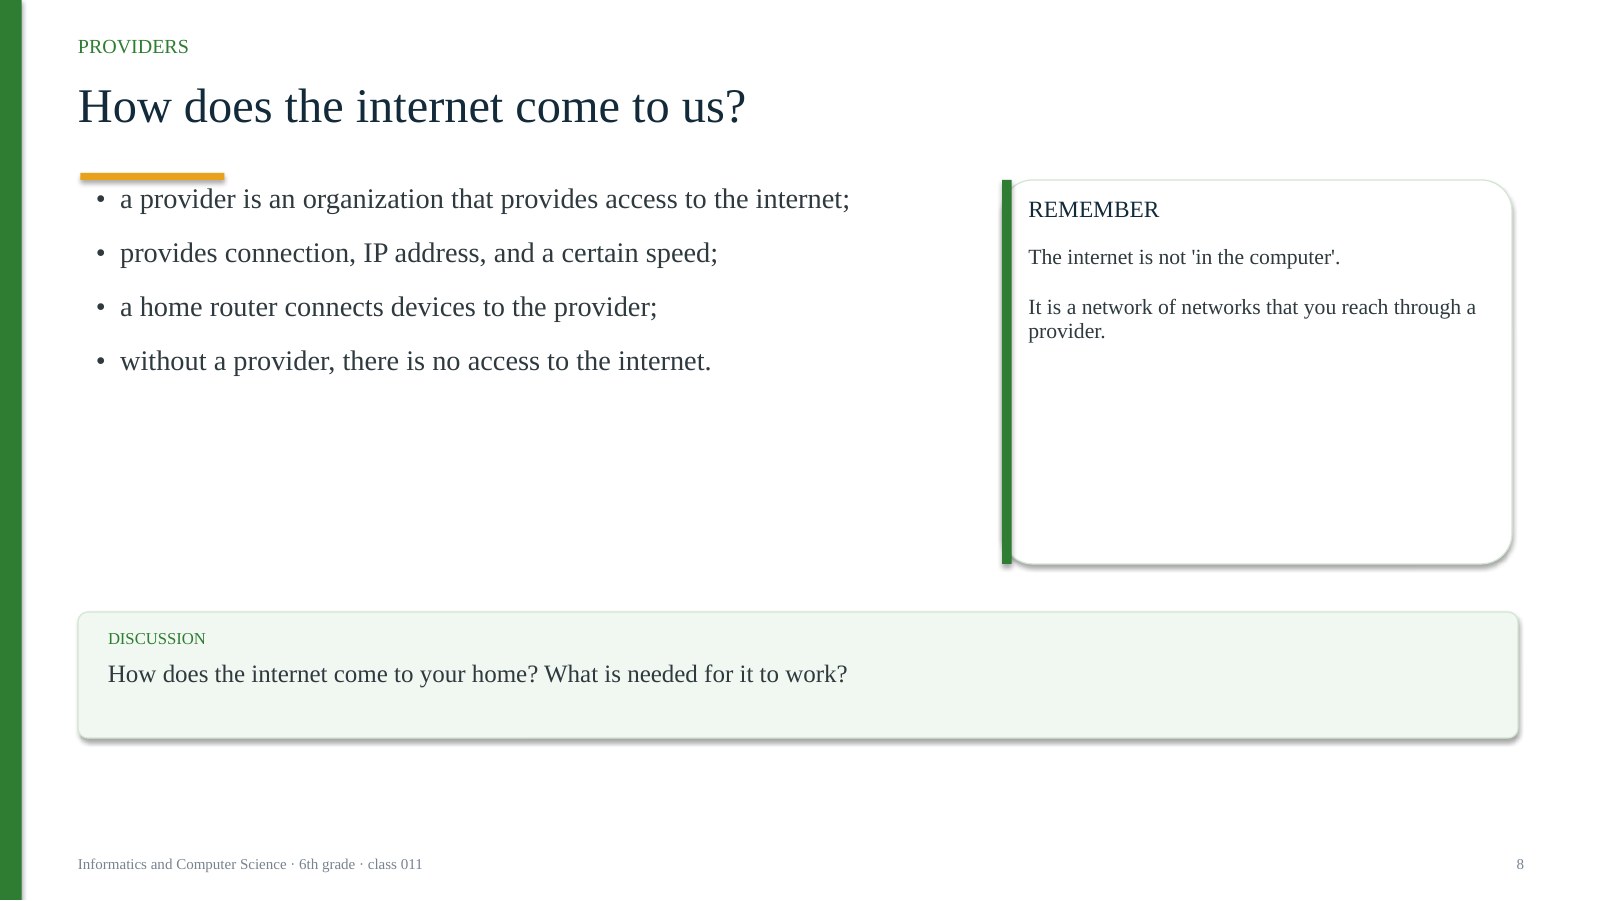 PROVIDERS
How does the internet come to us?
• a provider is an organization that provides access to the internet;
• provides connection, IP address, and a certain speed;
• a home router connects devices to the provider;
• without a provider, there is no access to the internet.
REMEMBER
The internet is not 'in the computer'.
It is a network of networks that you reach through a
provider.
DISCUSSION
How does the internet come to your home? What is needed for it to work?
Informatics and Computer Science · 6th grade · class 011
8